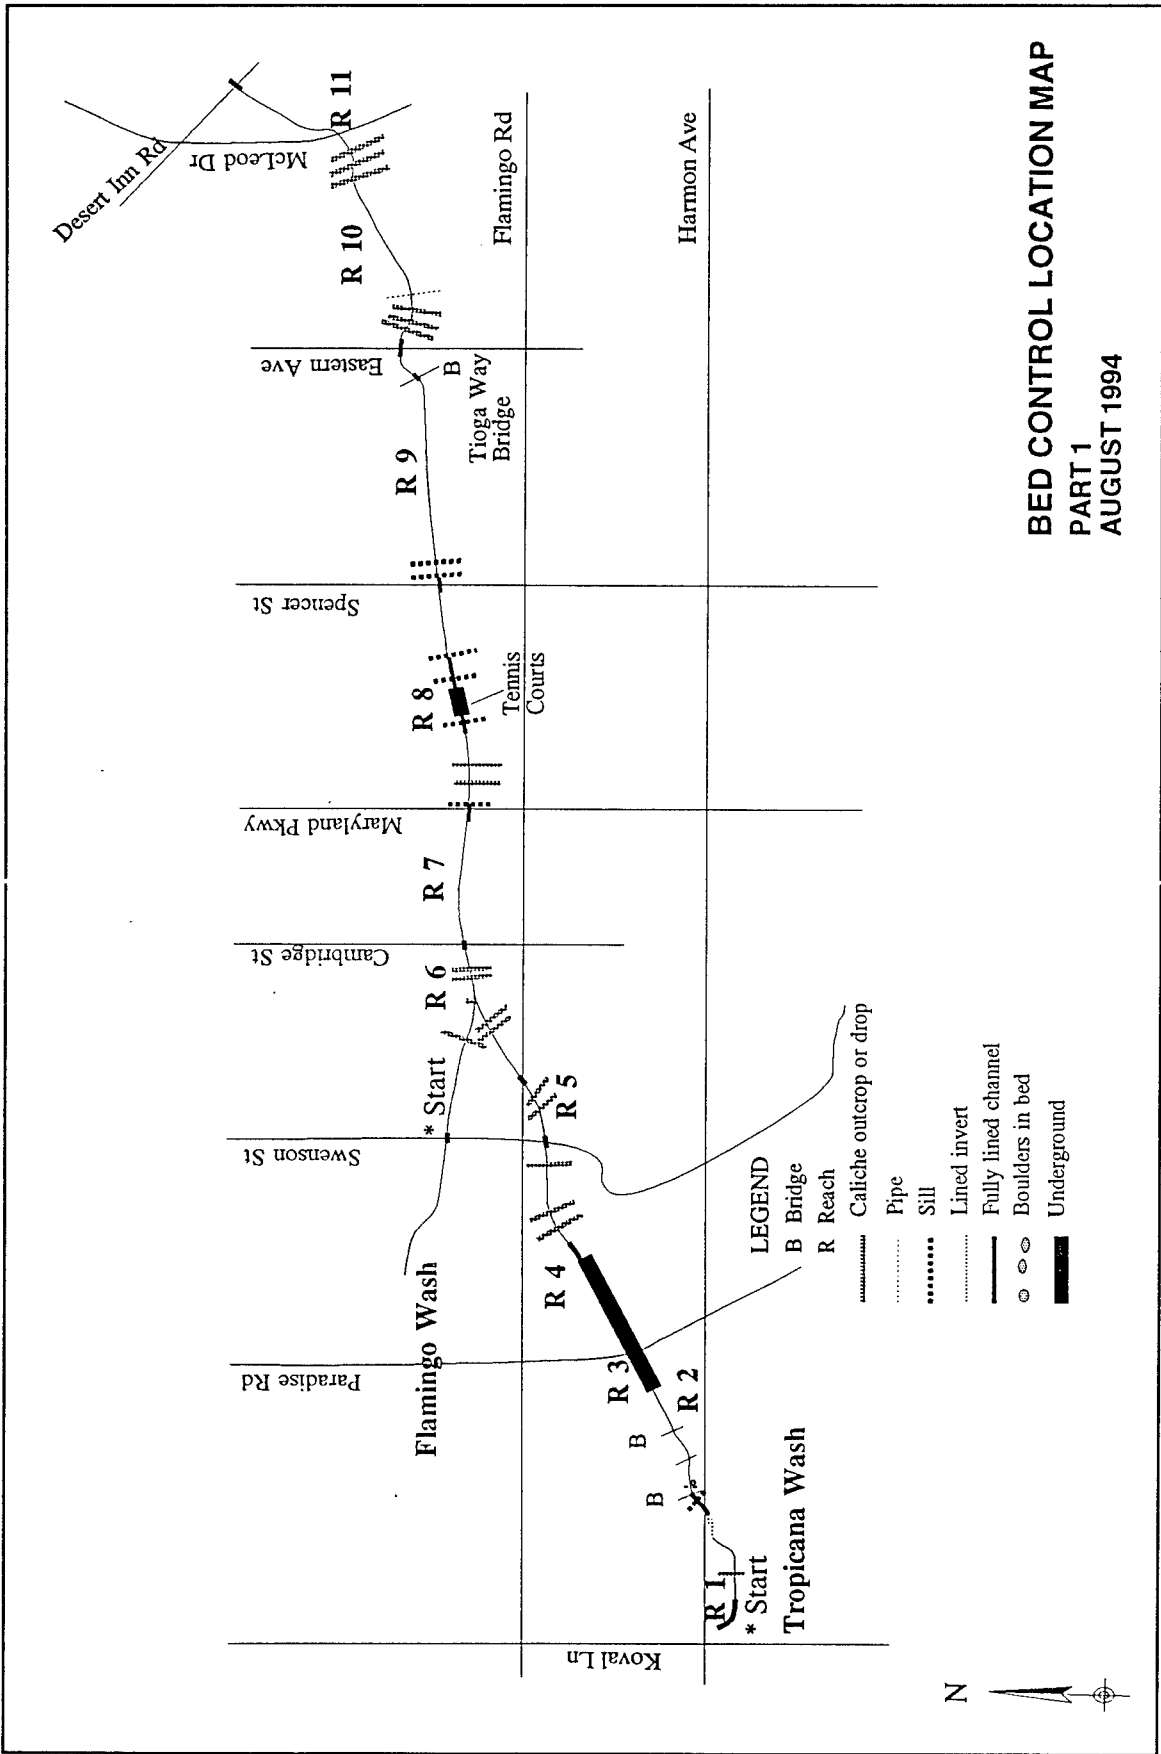 Desert Inn Rd
McLeod Dr
R 11
R 10
Flamingo Rd
Harmon Ave
Eastern Ave
B
Tioga Way
Bridge
R 9
Spencer St
R 8
Tennis
Courts
Maryland Pkwy
R 7
Cambridge St
R 6
* Start
Swenson St
R 5
Flamingo Wash
R 4
Paradise Rd
R 3
R 2
B
B
R 1
* Start
Tropicana Wash
Koval Ln
LEGEND
B Bridge
R Reach
Caliche outcrop or drop
Pipe
Sill
Lined invert
Fully lined channel
Boulders in bed
Underground
N
BED CONTROL LOCATION MAP
PART 1
AUGUST 1994